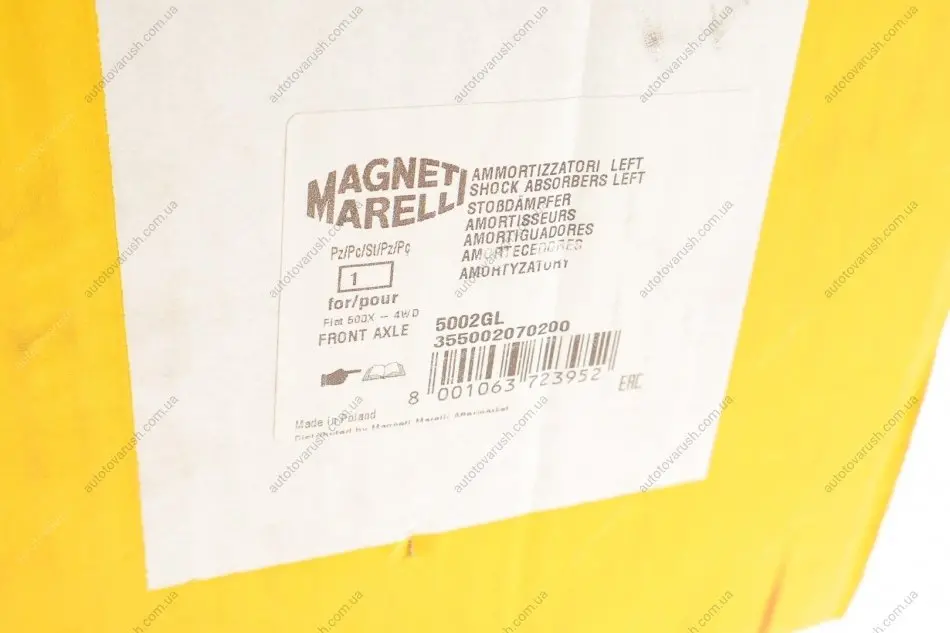 MAGNETI
MARELLI
AMMORTIZZATORI LEFT
SHOCK ABSORBERS LEFT
STOßDÄMPFER
AMORTISSEURS
AMORTIGUADORES
AMORTECEDORES
AMORTYZATORY
Pz/Pc/St/Pz/Pç
1
for/pour
Fiat 500X - 4WD
FRONT AXLE
5002GL
355002070200
8 001063 723952
EAC
Made in Poland
Distributed by Magneti Marelli Aftermarket
autotovarush.com.ua